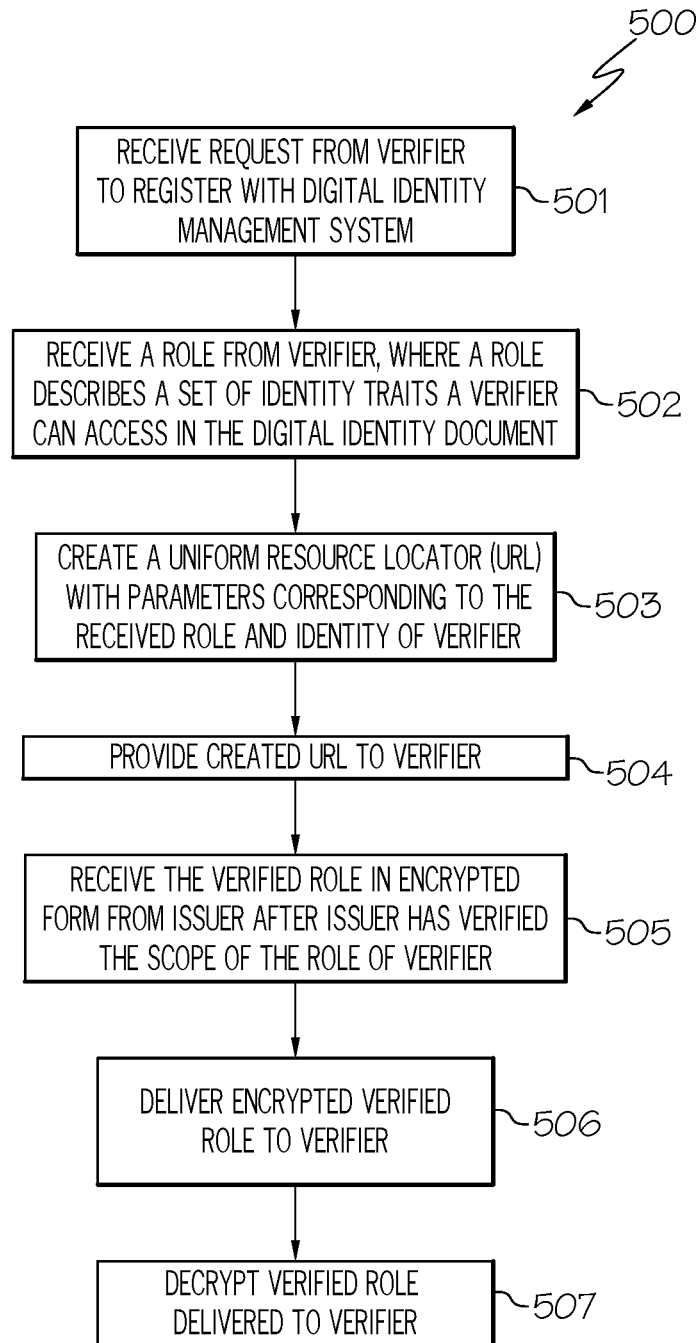 500
RECEIVE REQUEST FROM VERIFIER
TO REGISTER WITH DIGITAL IDENTITY
MANAGEMENT SYSTEM
501
RECEIVE A ROLE FROM VERIFIER, WHERE A ROLE
DESCRIBES A SET OF IDENTITY TRAITS A VERIFIER
CAN ACCESS IN THE DIGITAL IDENTITY DOCUMENT
502
CREATE A UNIFORM RESOURCE LOCATOR (URL)
WITH PARAMETERS CORRESPONDING TO THE
RECEIVED ROLE AND IDENTITY OF VERIFIER
503
PROVIDE CREATED URL TO VERIFIER
504
RECEIVE THE VERIFIED ROLE IN ENCRYPTED
FORM FROM ISSUER AFTER ISSUER HAS VERIFIED
THE SCOPE OF THE ROLE OF VERIFIER
505
DELIVER ENCRYPTED VERIFIED
ROLE TO VERIFIER
506
DECRYPT VERIFIED ROLE
DELIVERED TO VERIFIER
507